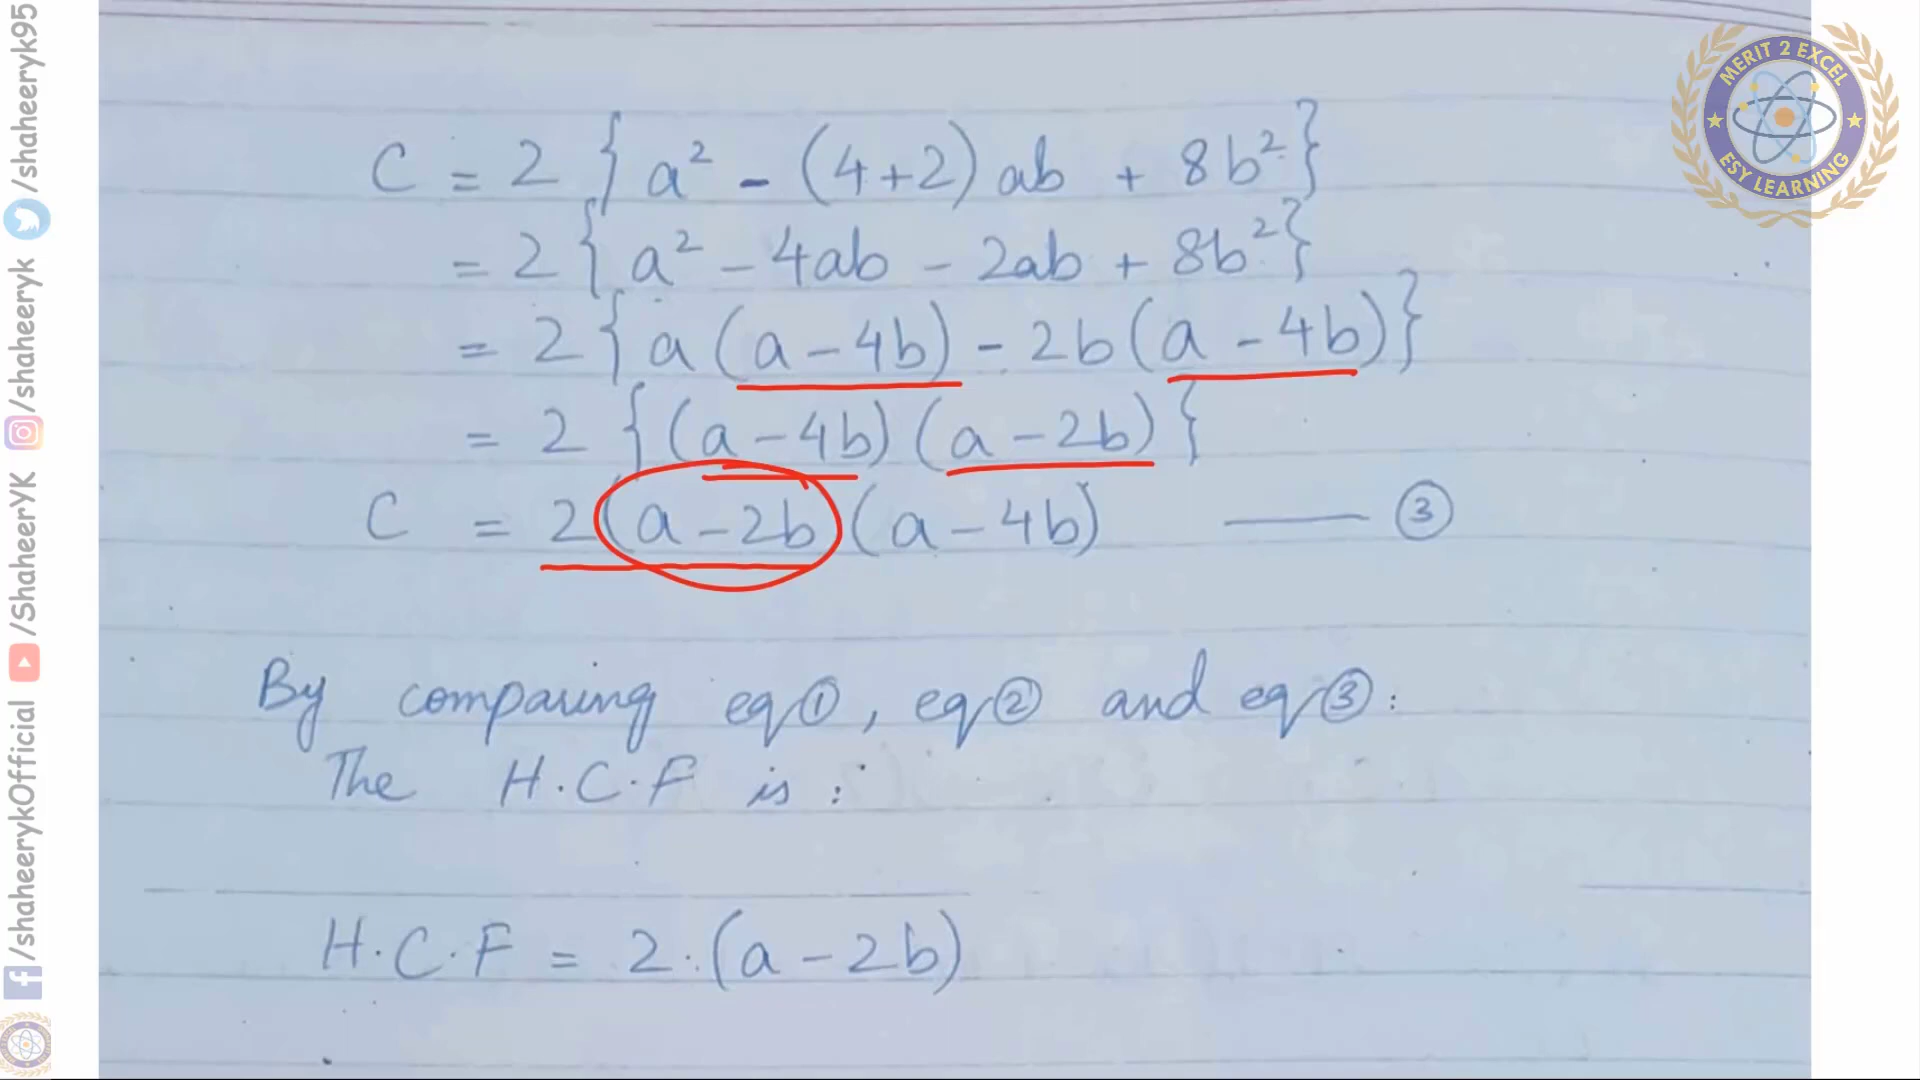 C = 2 { a² - (4+2) ab + 8b² }
= 2 { a² - 4ab - 2ab + 8b² }
= 2 { a (a - 4b) - 2b (a - 4b) }
= 2 { (a - 4b) (a - 2b) }
C = 2 (a - 2b) (a - 4b) —— ③
By comparing eq①, eq② and eq③:
The H.C.F is :
H.C.F = 2.(a - 2b)
MERIT 2 EXCEL
ESY LEARNING
/shaheerykOfficial /ShaheerYK /shaheeryk /shaheeryk95